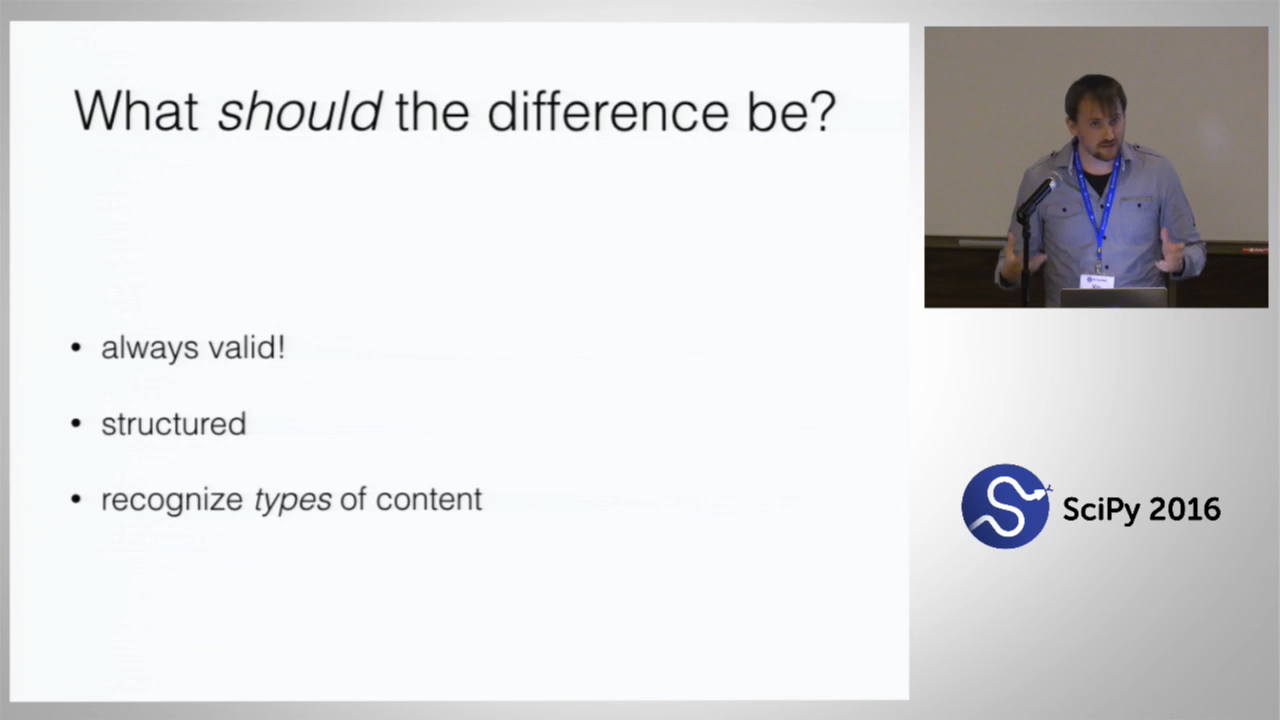 What should the difference be?
• always valid!
• structured
• recognize types of content
SciPy 2016